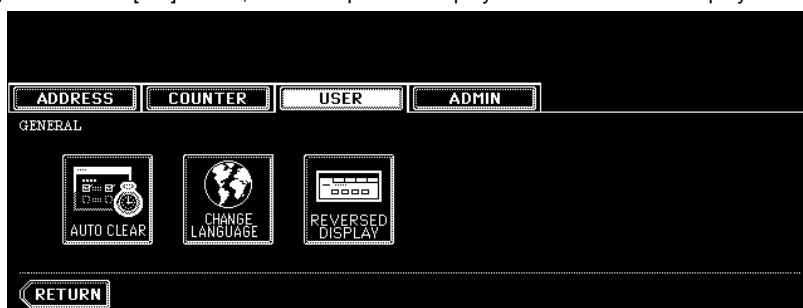 ADDRESS COUNTER USER ADMIN
GENERAL
AUTO CLEAR
CHANGE
LANGUAGE
REVERSED
DISPLAY
RETURN